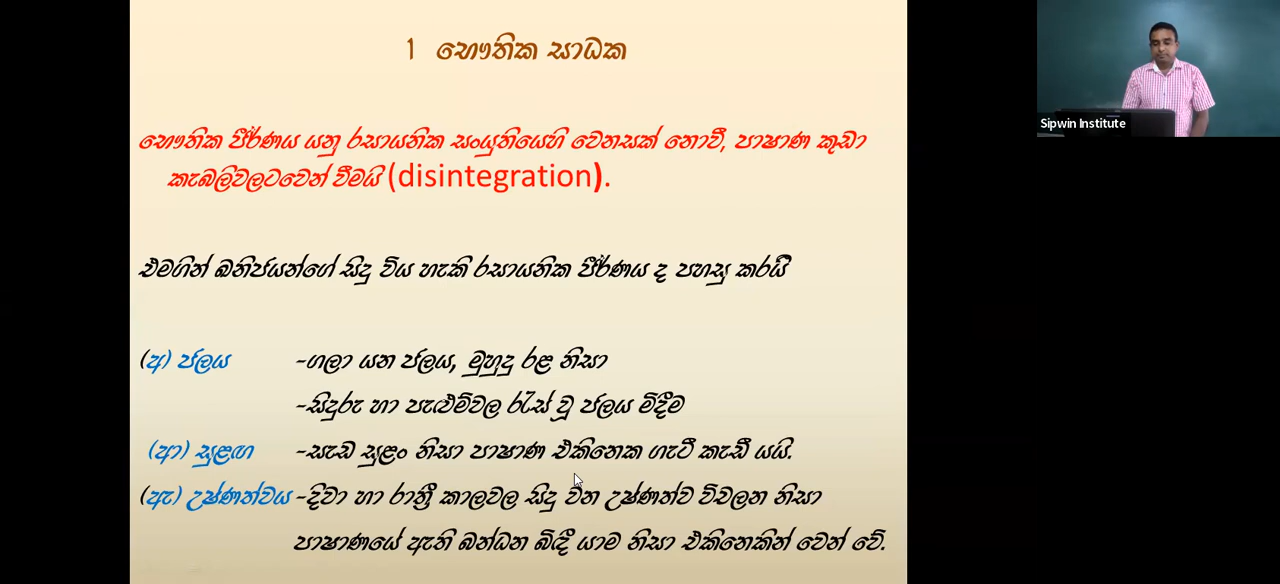 1 භෞතික සාධක
Sipwin Institute
භෞතික ජීර්ණය යනු රසායනික සංයුතියෙහි වෙනසක් නොවී, පාෂාණ කුඩා
කැබලිවලටවෙන් වීමයි (disintegration).
එමගින් ඛනිජයන්ගේ සිදු විය හැකි රසායනික ජීර්ණය ද පහසු කරයි
(අ) ජලය -ගලා යන ජලය, මුහුදු රළ නිසා
-සිදුරු හා පැළුම්වල රැස් වූ ජලය මිදීම
(ආ) සුළඟ -සැඩ සුළං නිසා පාෂාණ එකිනෙක ගැටී කැඩී යයි.
(ඇ) උෂ්ණත්වය -දිවා හා රාත්‍රී කාලවල සිදු වන උෂ්ණත්ව විචලන නිසා
පාෂාණයේ ඇති බන්ධන බිඳී යාම නිසා එකිනෙකින් වෙන් වේ.